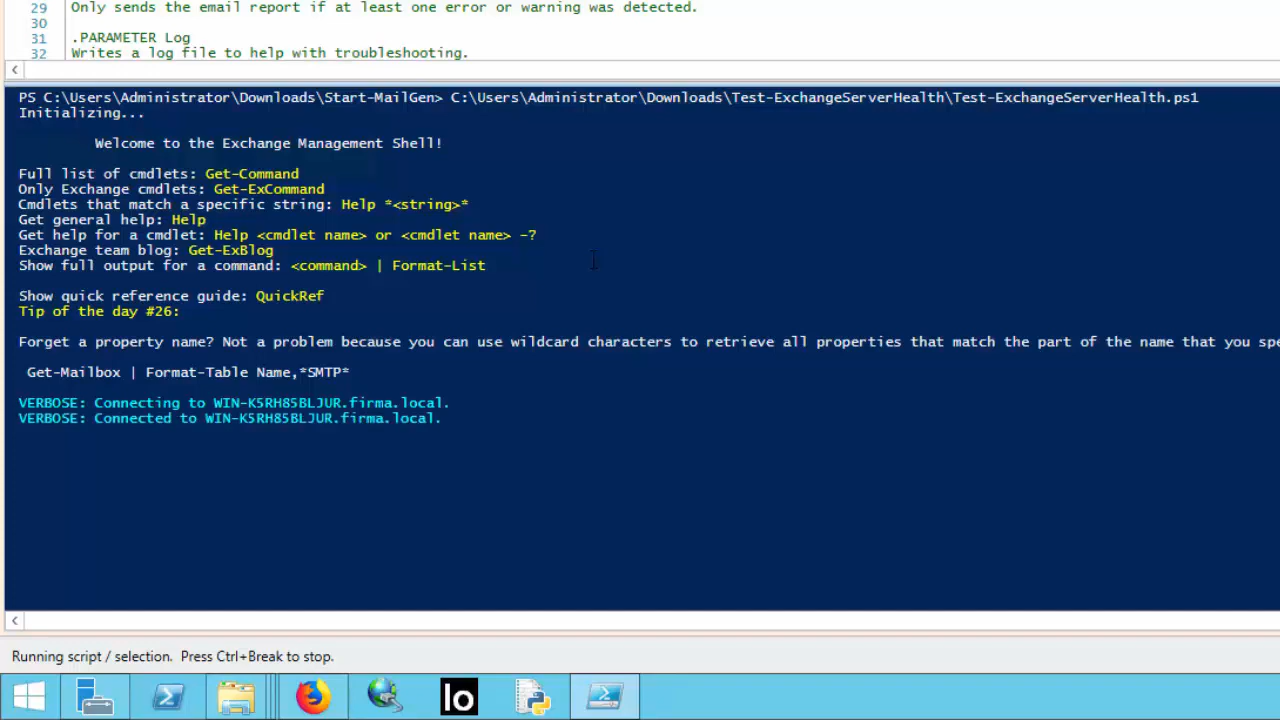 29 Only sends the email report if at least one error or warning was detected.
30
31 .PARAMETER Log
32 Writes a log file to help with troubleshooting.
PS C:\Users\Administrator\Downloads\Start-MailGen> C:\Users\Administrator\Downloads\Test-ExchangeServerHealth\Test-ExchangeServerHealth.ps1
Initializing...
Welcome to the Exchange Management Shell!
Full list of cmdlets: Get-Command
Only Exchange cmdlets: Get-ExCommand
Cmdlets that match a specific string: Help *<string>*
Get general help: Help
Get help for a cmdlet: Help <cmdlet name> or <cmdlet name> -?
Exchange team blog: Get-ExBlog
Show full output for a command: <command> | Format-List
Show quick reference guide: QuickRef
Tip of the day #26:
Forget a property name? Not a problem because you can use wildcard characters to retrieve all properties that match the part of the name that you spe
Get-Mailbox | Format-Table Name,*SMTP*
VERBOSE: Connecting to WIN-K5RH85BLJUR.firma.local.
VERBOSE: Connected to WIN-K5RH85BLJUR.firma.local.
Running script / selection. Press Ctrl+Break to stop.
lo